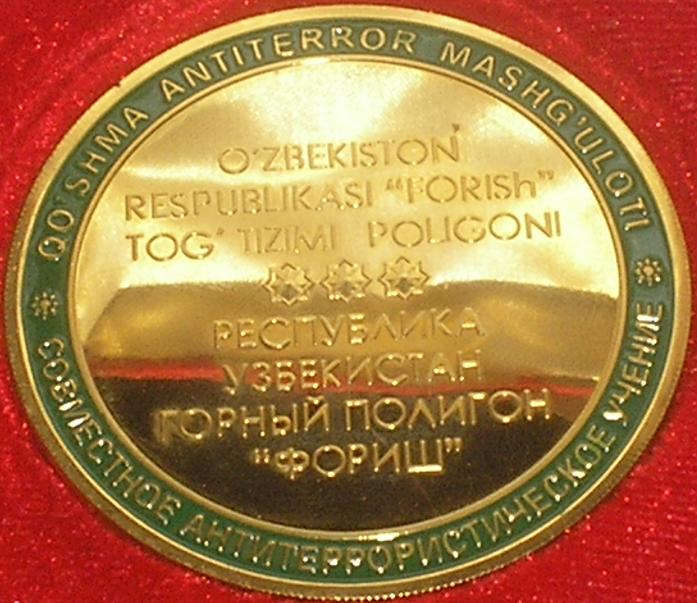 QO'SHMA ANTITERROR MASHG'ULOTI
O'ZBEKISTON
RESPUBLIKASI "FORISh"
TOG' TIZIMI POLIGONI
РЕСПУБЛИКА
УЗБЕКИСТАН
ГОРНЫЙ ПОЛИГОН
"ФОРИШ"
СОВМЕСТНОЕ АНТИТЕРРОРИСТИЧЕСКОЕ УЧЕНИЕ